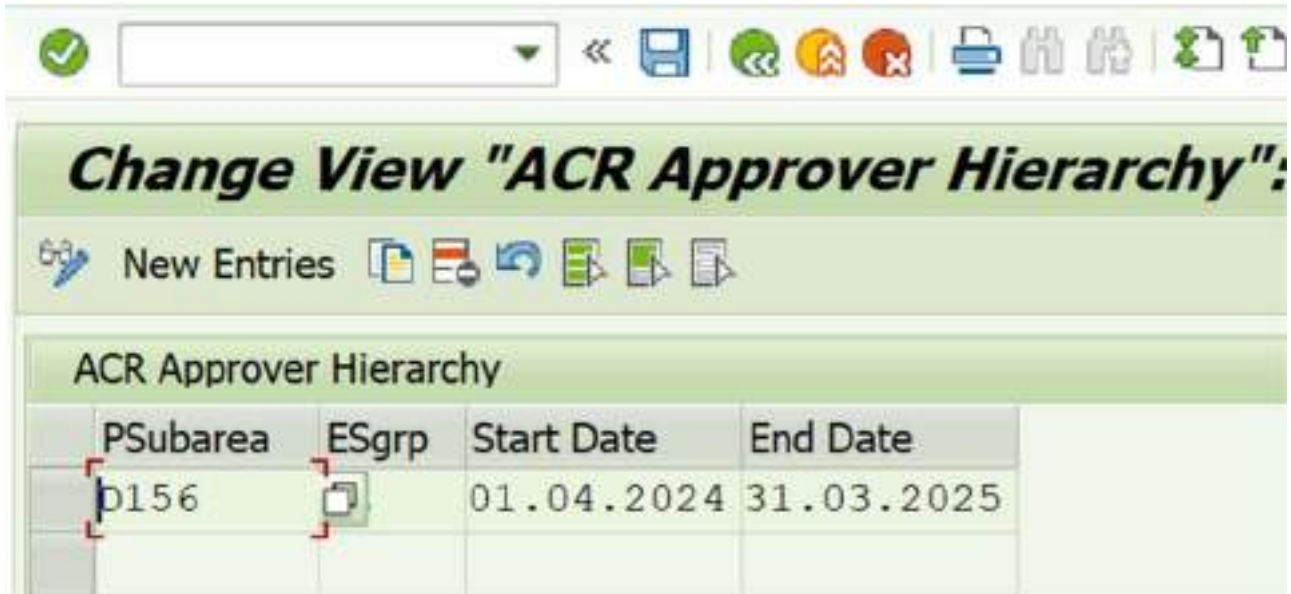 Change View "ACR Approver Hierarchy":
New Entries
ACR Approver Hierarchy
PSubarea ESgrp Start Date End Date
D156 01.04.2024 31.03.2025